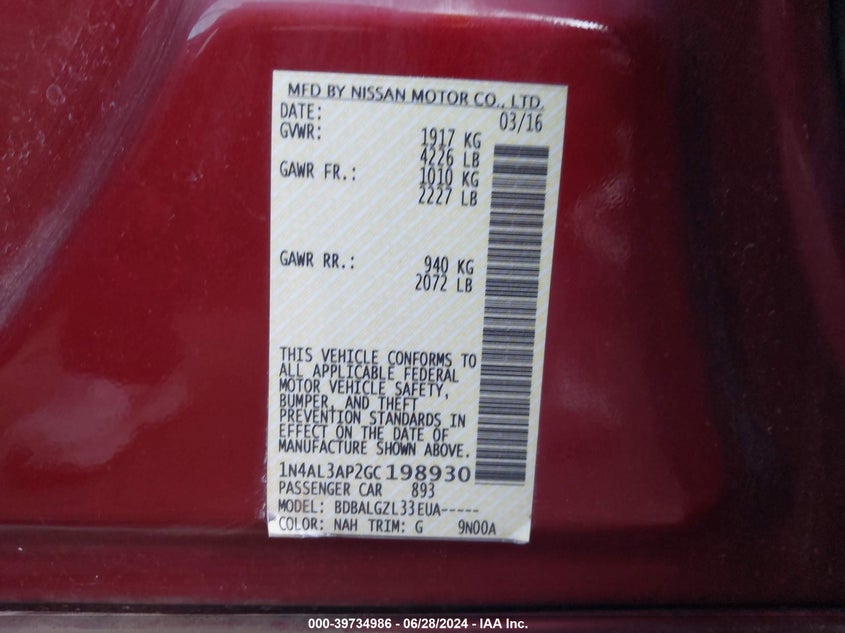 MFD BY NISSAN MOTOR CO., LTD.
DATE: 03/16
GVWR: 1917 KG
4226 LB
GAWR FR.: 1010 KG
2227 LB
GAWR RR.: 940 KG
2072 LB
THIS VEHICLE CONFORMS TO
ALL APPLICABLE FEDERAL
MOTOR VEHICLE SAFETY,
BUMPER, AND THEFT
PREVENTION STANDARDS IN
EFFECT ON THE DATE OF
MANUFACTURE SHOWN ABOVE.
1N4AL3AP2GC198930
PASSENGER CAR 893
MODEL: BDBALGZL33EUA-----
COLOR: NAH TRIM: G 9N00A
000-39734986 - 06/28/2024 - IAA Inc.